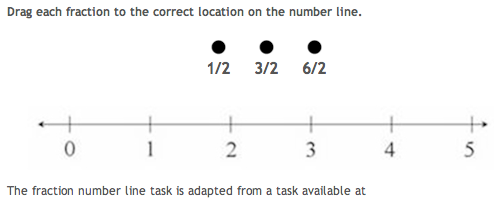 Drag each fraction to the correct location on the number line.
1/2 3/2 6/2
0 1 2 3 4 5
The fraction number line task is adapted from a task available at